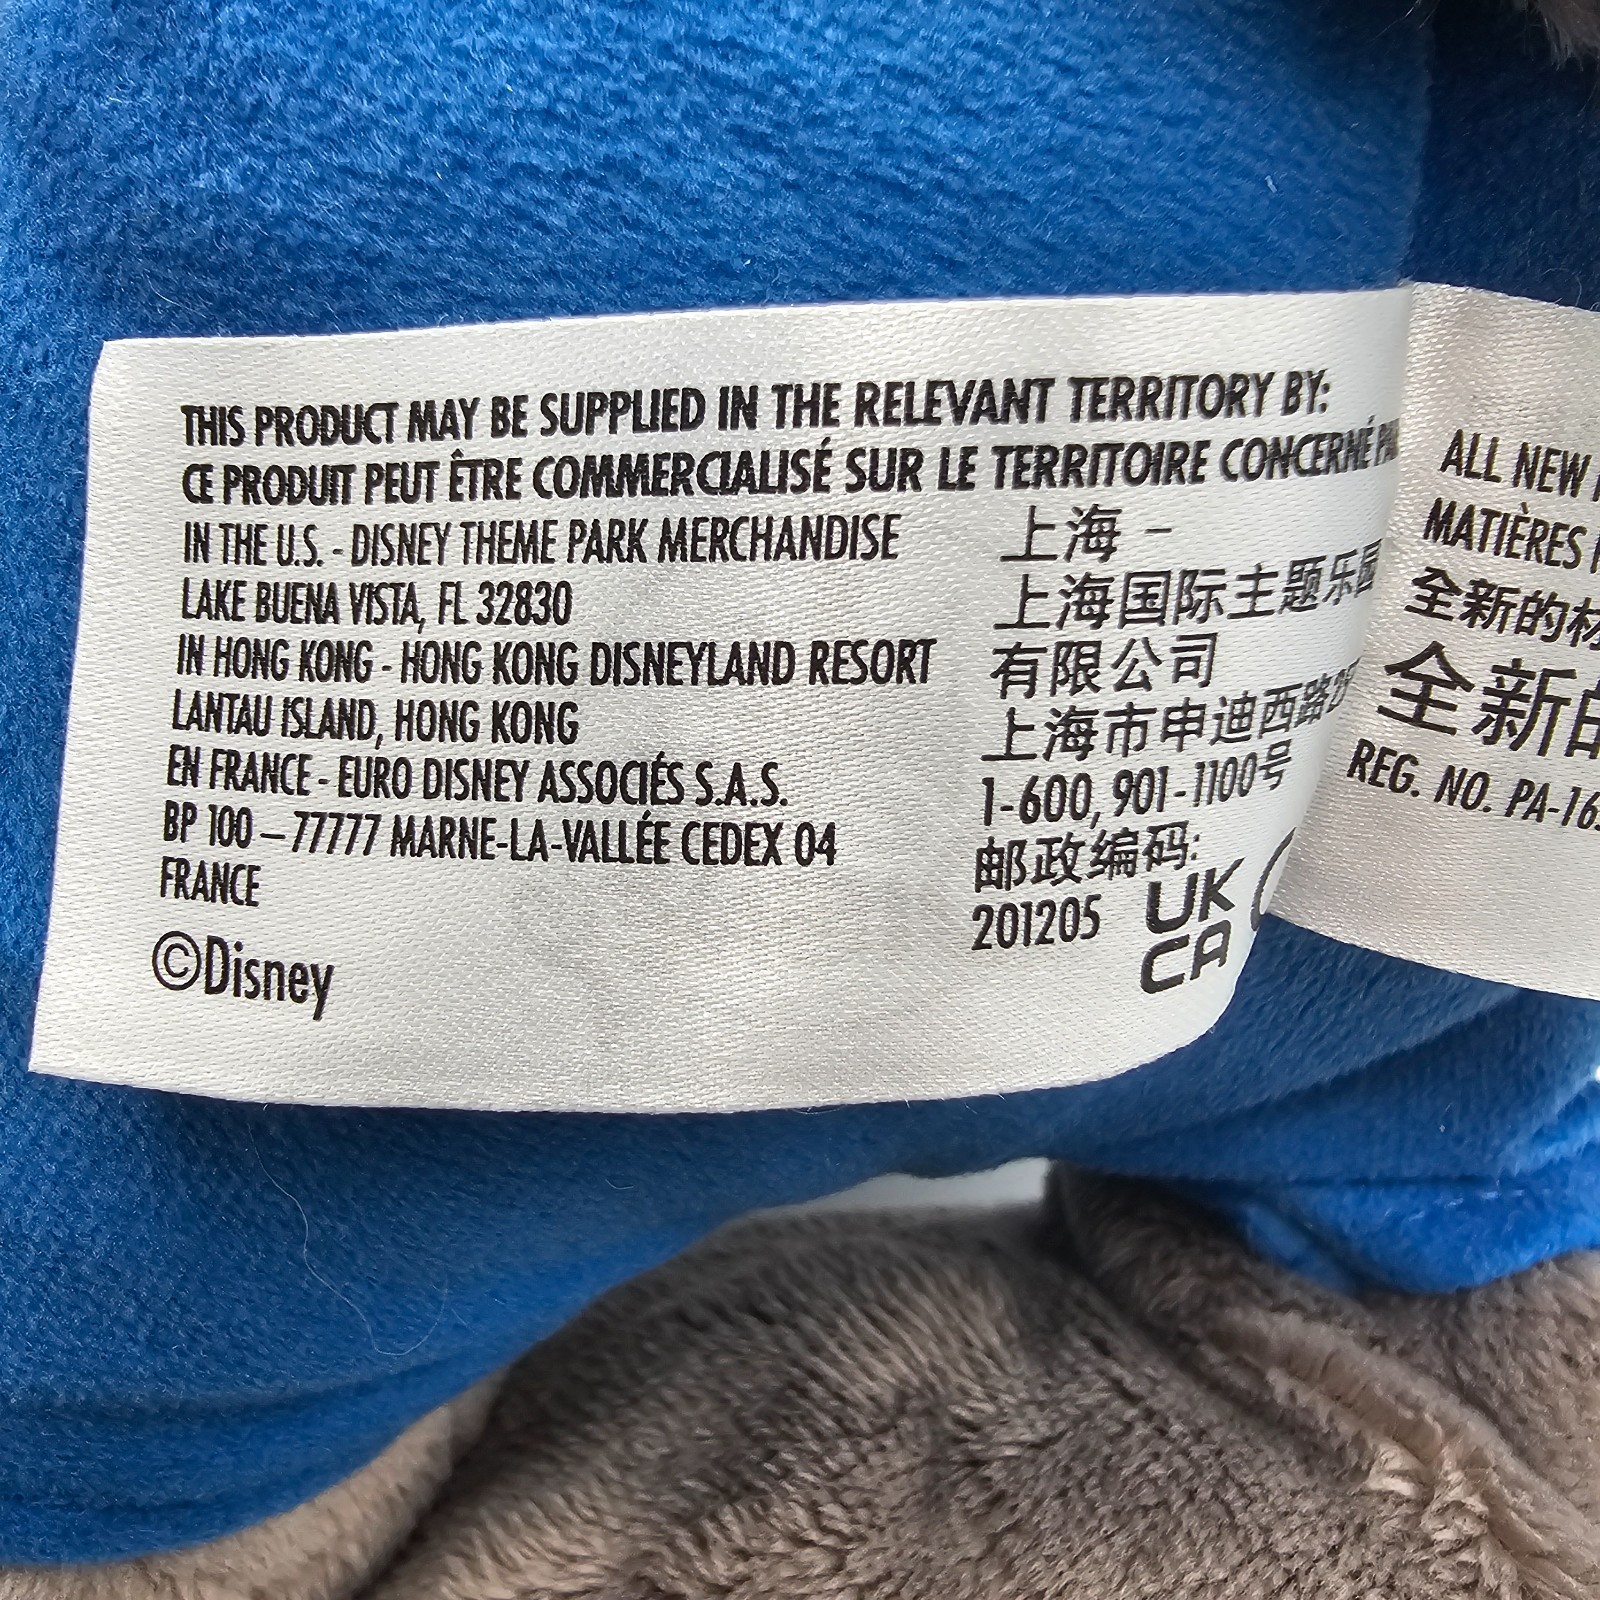 THIS PRODUCT MAY BE SUPPLIED IN THE RELEVANT TERRITORY BY:
CE PRODUIT PEUT ÊTRE COMMERCIALISÉ SUR LE TERRITOIRE CONCERNÉ
IN THE U.S. - DISNEY THEME PARK MERCHANDISE
LAKE BUENA VISTA, FL 32830
IN HONG KONG - HONG KONG DISNEYLAND RESORT
LANTAU ISLAND, HONG KONG
EN FRANCE - EURO DISNEY ASSOCIÉS S.A.S.
BP 100 – 77777 MARNE-LA-VALLÉE CEDEX 04
FRANCE
©Disney
上海 -
上海国际主题乐园
有限公司
上海市申迪西路
1-600, 901-1100号
邮政编码:
201205
UK
CA
ALL NEW
MATIÈRES
全新的材
全新的
REG. NO. PA-16